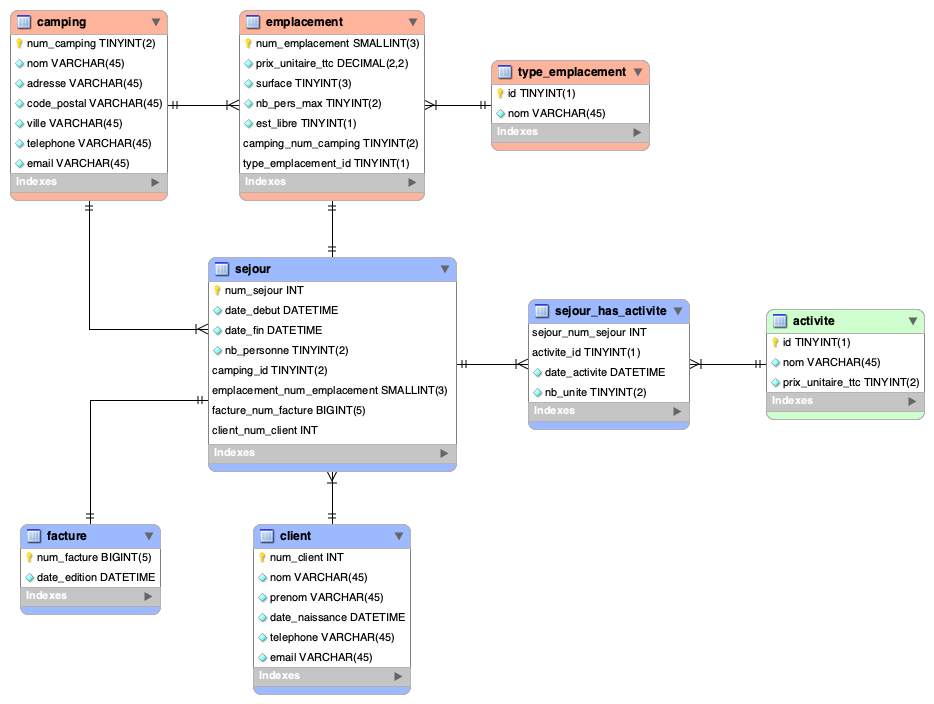 camping
num_camping TINYINT(2)
nom VARCHAR(45)
adresse VARCHAR(45)
code_postal VARCHAR(45)
ville VARCHAR(45)
telephone VARCHAR(45)
email VARCHAR(45)
Indexes
emplacement
num_emplacement SMALLINT(3)
prix_unitaire_ttc DECIMAL(2,2)
surface TINYINT(3)
nb_pers_max TINYINT(2)
est_libre TINYINT(1)
camping_num_camping TINYINT(2)
type_emplacement_id TINYINT(1)
Indexes
type_emplacement
id TINYINT(1)
nom VARCHAR(45)
Indexes
sejour
num_sejour INT
date_debut DATETIME
date_fin DATETIME
nb_personne TINYINT(2)
camping_id TINYINT(2)
emplacement_num_emplacement SMALLINT(3)
facture_num_facture BIGINT(5)
client_num_client INT
Indexes
sejour_has_activite
sejour_num_sejour INT
activite_id TINYINT(1)
date_activite DATETIME
nb_unite TINYINT(2)
Indexes
activite
id TINYINT(1)
nom VARCHAR(45)
prix_unitaire_ttc TINYINT(2)
Indexes
facture
num_facture BIGINT(5)
date_edition DATETIME
Indexes
client
num_client INT
nom VARCHAR(45)
prenom VARCHAR(45)
date_naissance DATETIME
telephone VARCHAR(45)
email VARCHAR(45)
Indexes